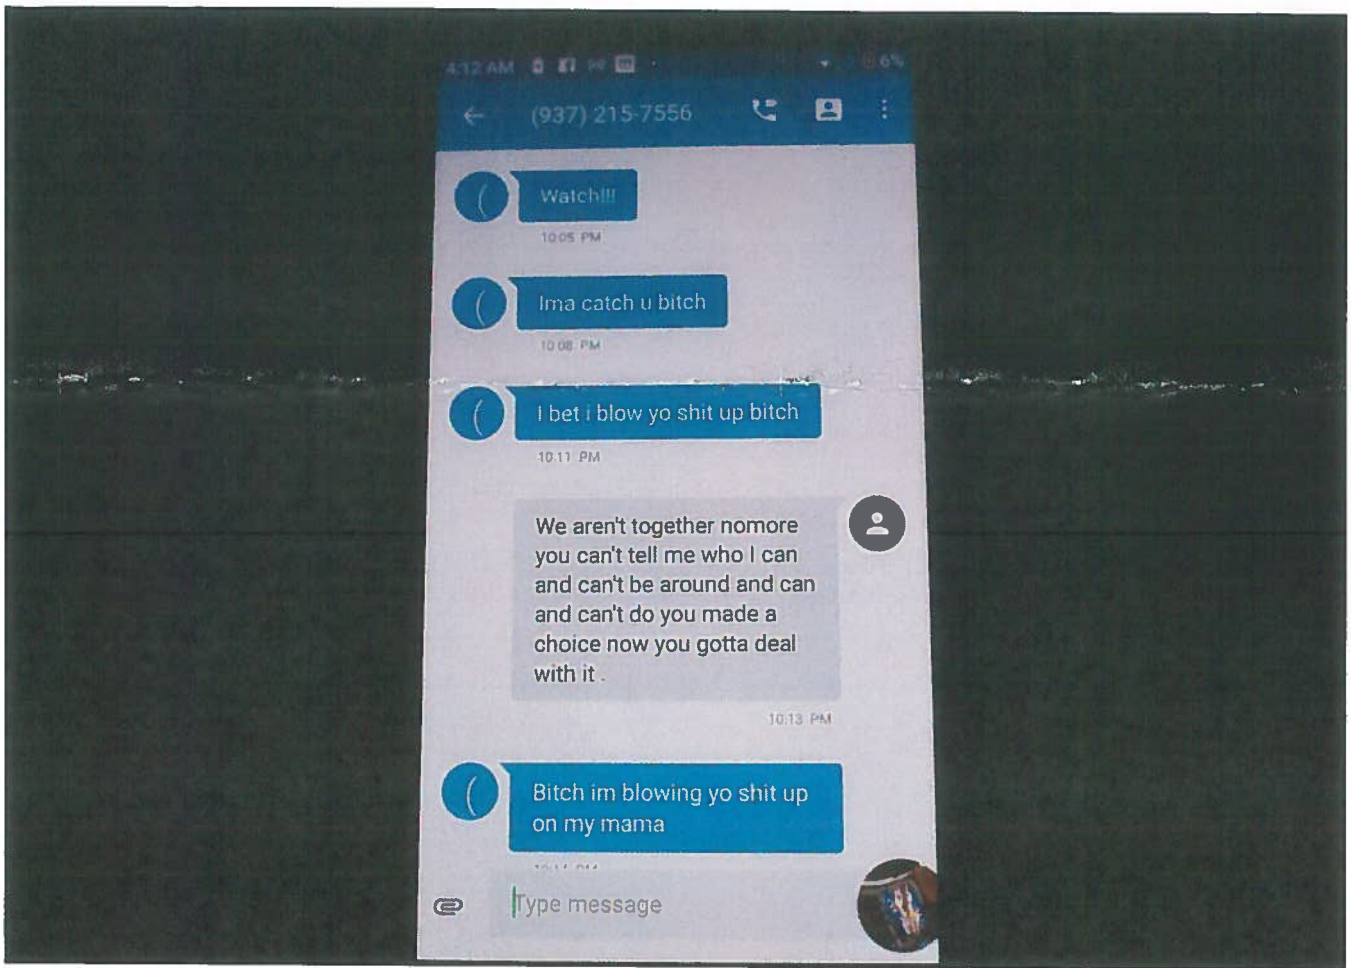 4:12 AM 6%
(937) 215-7556
Watch!!!
10:05 PM
Ima catch u bitch
10:08 PM
I bet i blow yo shit up bitch
10:11 PM
We aren't together nomore
you can't tell me who I can
and can't be around and can
and can't do you made a
choice now you gotta deal
with it .
10:13 PM
Bitch im blowing yo shit up
on my mama
Type message